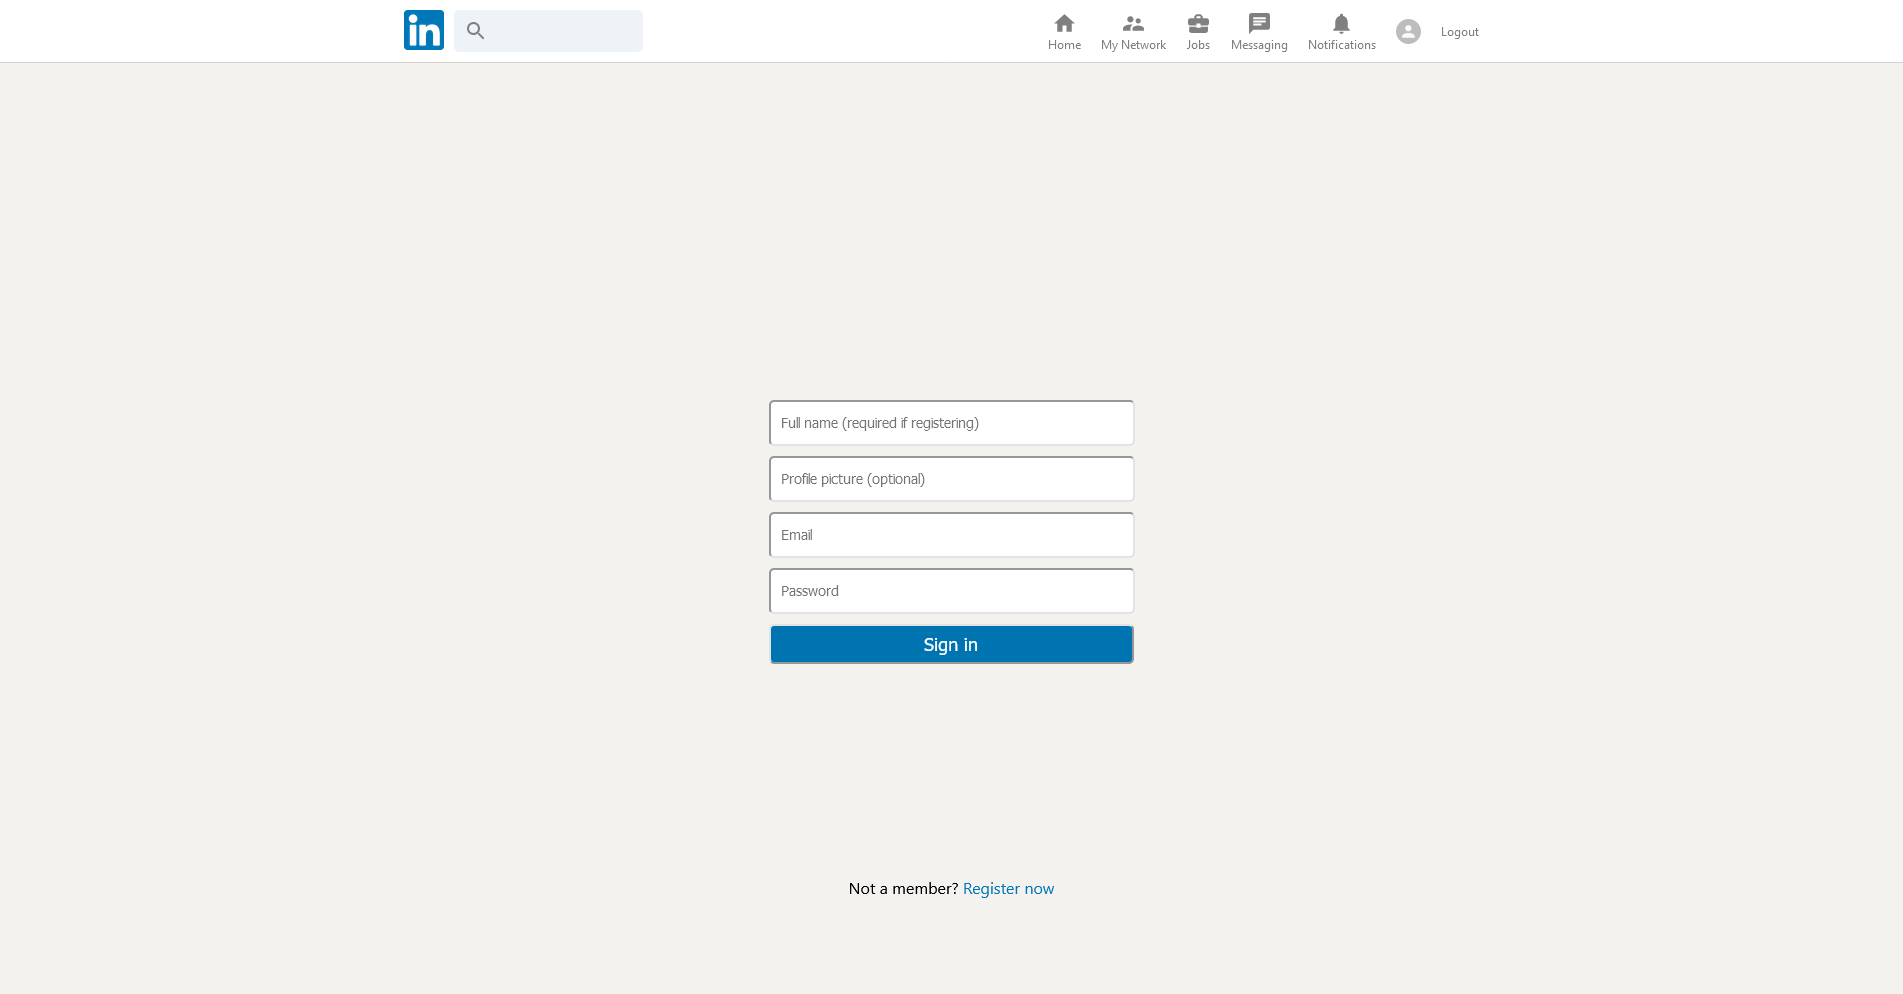 in
Home
My Network
Jobs
Messaging
Notifications
Logout
Full name (required if registering)
Profile picture (optional)
Email
Password
Sign in
Not a member? Register now